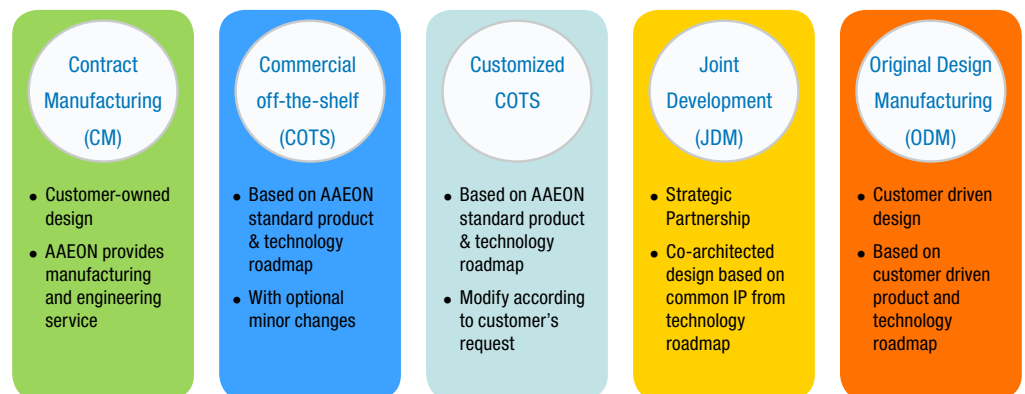 Contract
Manufacturing
(CM)
• Customer-owned
design
• AAEON provides
manufacturing
and engineering
service
Commercial
off-the-shelf
(COTS)
• Based on AAEON
standard product
& technology
roadmap
• With optional
minor changes
Customized
COTS
• Based on AAEON
standard product
& technology
roadmap
• Modify according
to customer’s
request
Joint
Development
(JDM)
• Strategic
Partnership
• Co-architected
design based on
common IP from
technology
roadmap
Original Design
Manufacturing
(ODM)
• Customer driven
design
• Based on
customer driven
product and
technology
roadmap